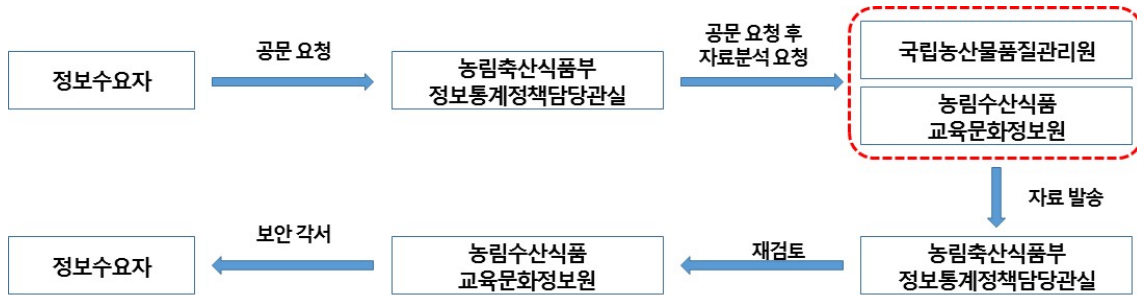 정보수요자
공문 요청
농림축산식품부
정보통계정책담당관실
공문 요청 후
자료분석 요청
국립농산물품질관리원
농림수산식품
교육문화정보원
자료 발송
농림축산식품부
정보통계정책담당관실
재검토
농림수산식품
교육문화정보원
보안 각서
정보수요자